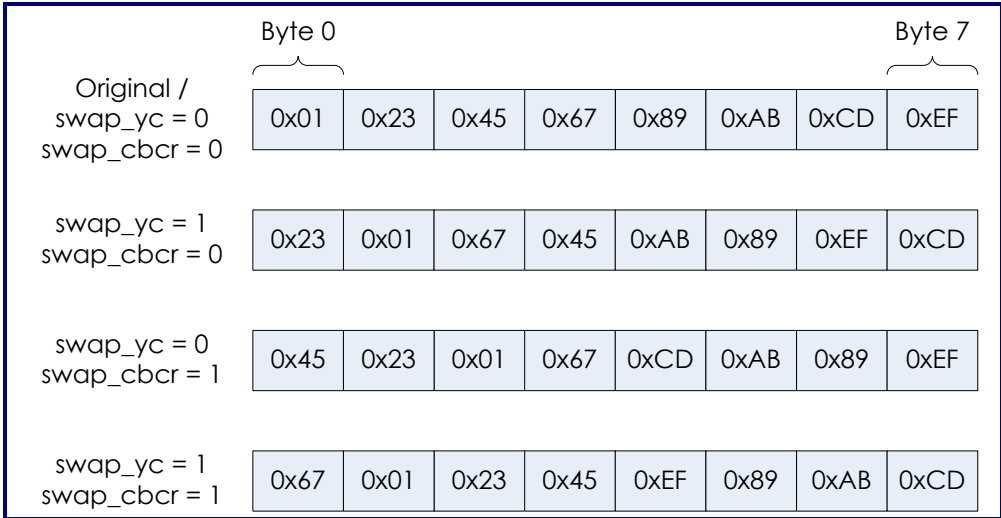 Byte 0 Byte 7
Original /
swap_yc = 0
swap_cbcr = 0
0x01 0x23 0x45 0x67 0x89 0xAB 0xCD 0xEF
swap_yc = 1
swap_cbcr = 0
0x23 0x01 0x67 0x45 0xAB 0x89 0xEF 0xCD
swap_yc = 0
swap_cbcr = 1
0x45 0x23 0x01 0x67 0xCD 0xAB 0x89 0xEF
swap_yc = 1
swap_cbcr = 1
0x67 0x01 0x23 0x45 0xEF 0x89 0xAB 0xCD